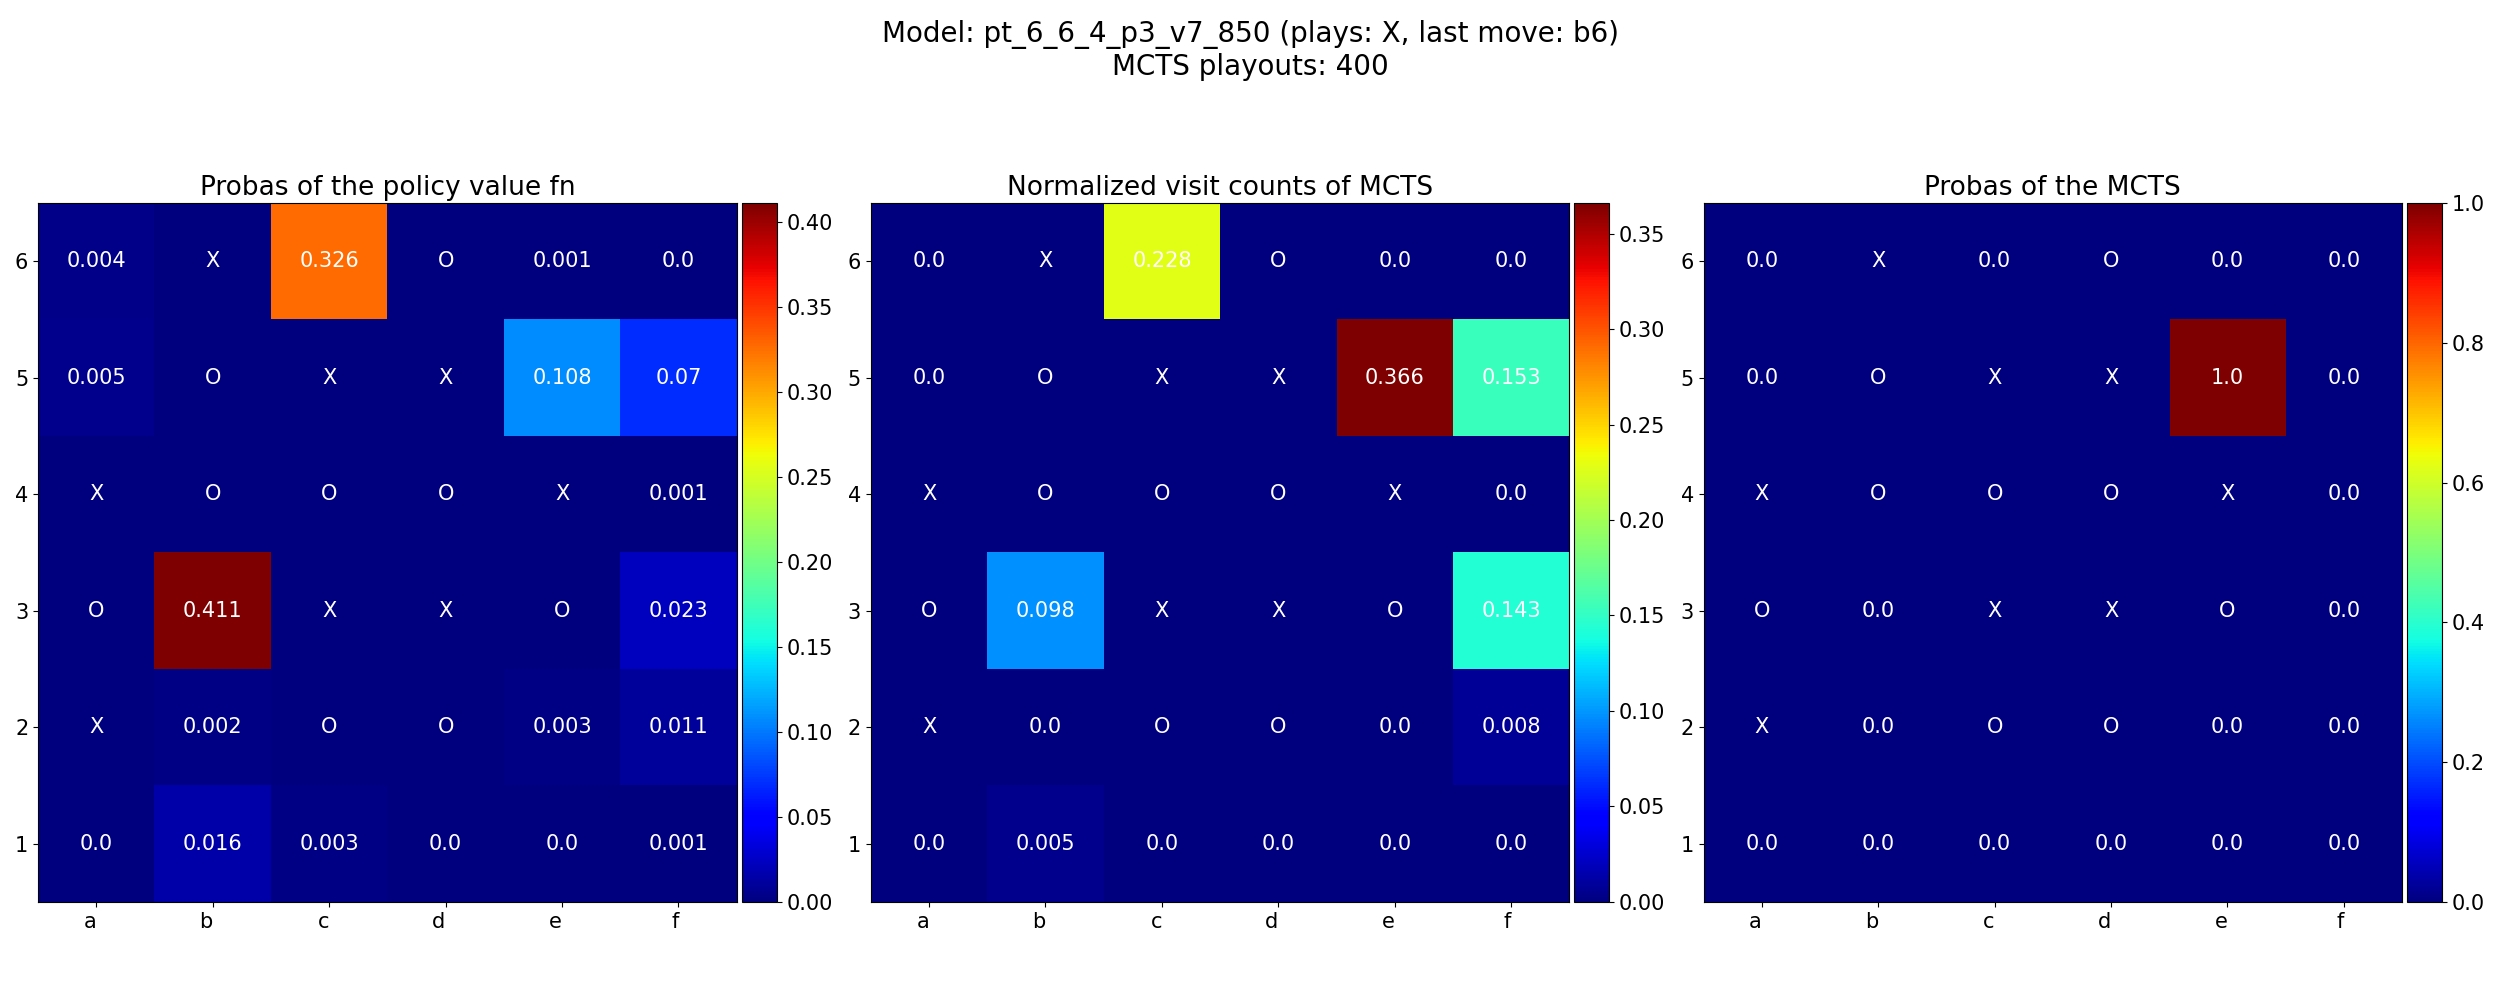 Model: pt_6_6_4_p3_v7_850 (plays: X, last move: b6)
MCTS playouts: 400
Probas of the policy value fn
6 0.004 X 0.326 O 0.001 0.0
5 0.005 O X X 0.108 0.07
4 X O O O X 0.001
3 O 0.411 X X O 0.023
2 X 0.002 O O 0.003 0.011
1 0.0 0.016 0.003 0.0 0.0 0.001
a b c d e f
0.40
0.35
0.30
0.25
0.20
0.15
0.10
0.05
0.00
Normalized visit counts of MCTS
6 0.0 X 0.228 O 0.0 0.0
5 0.0 O X X 0.366 0.153
4 X O O O X 0.0
3 O 0.098 X X O 0.143
2 X 0.0 O O 0.0 0.008
1 0.0 0.005 0.0 0.0 0.0 0.0
a b c d e f
0.35
0.30
0.25
0.20
0.15
0.10
0.05
0.00
Probas of the MCTS
6 0.0 X 0.0 O 0.0 0.0
5 0.0 O X X 1.0 0.0
4 X O O O X 0.0
3 O 0.0 X X O 0.0
2 X 0.0 O O 0.0 0.0
1 0.0 0.0 0.0 0.0 0.0 0.0
a b c d e f
1.0
0.8
0.6
0.4
0.2
0.0